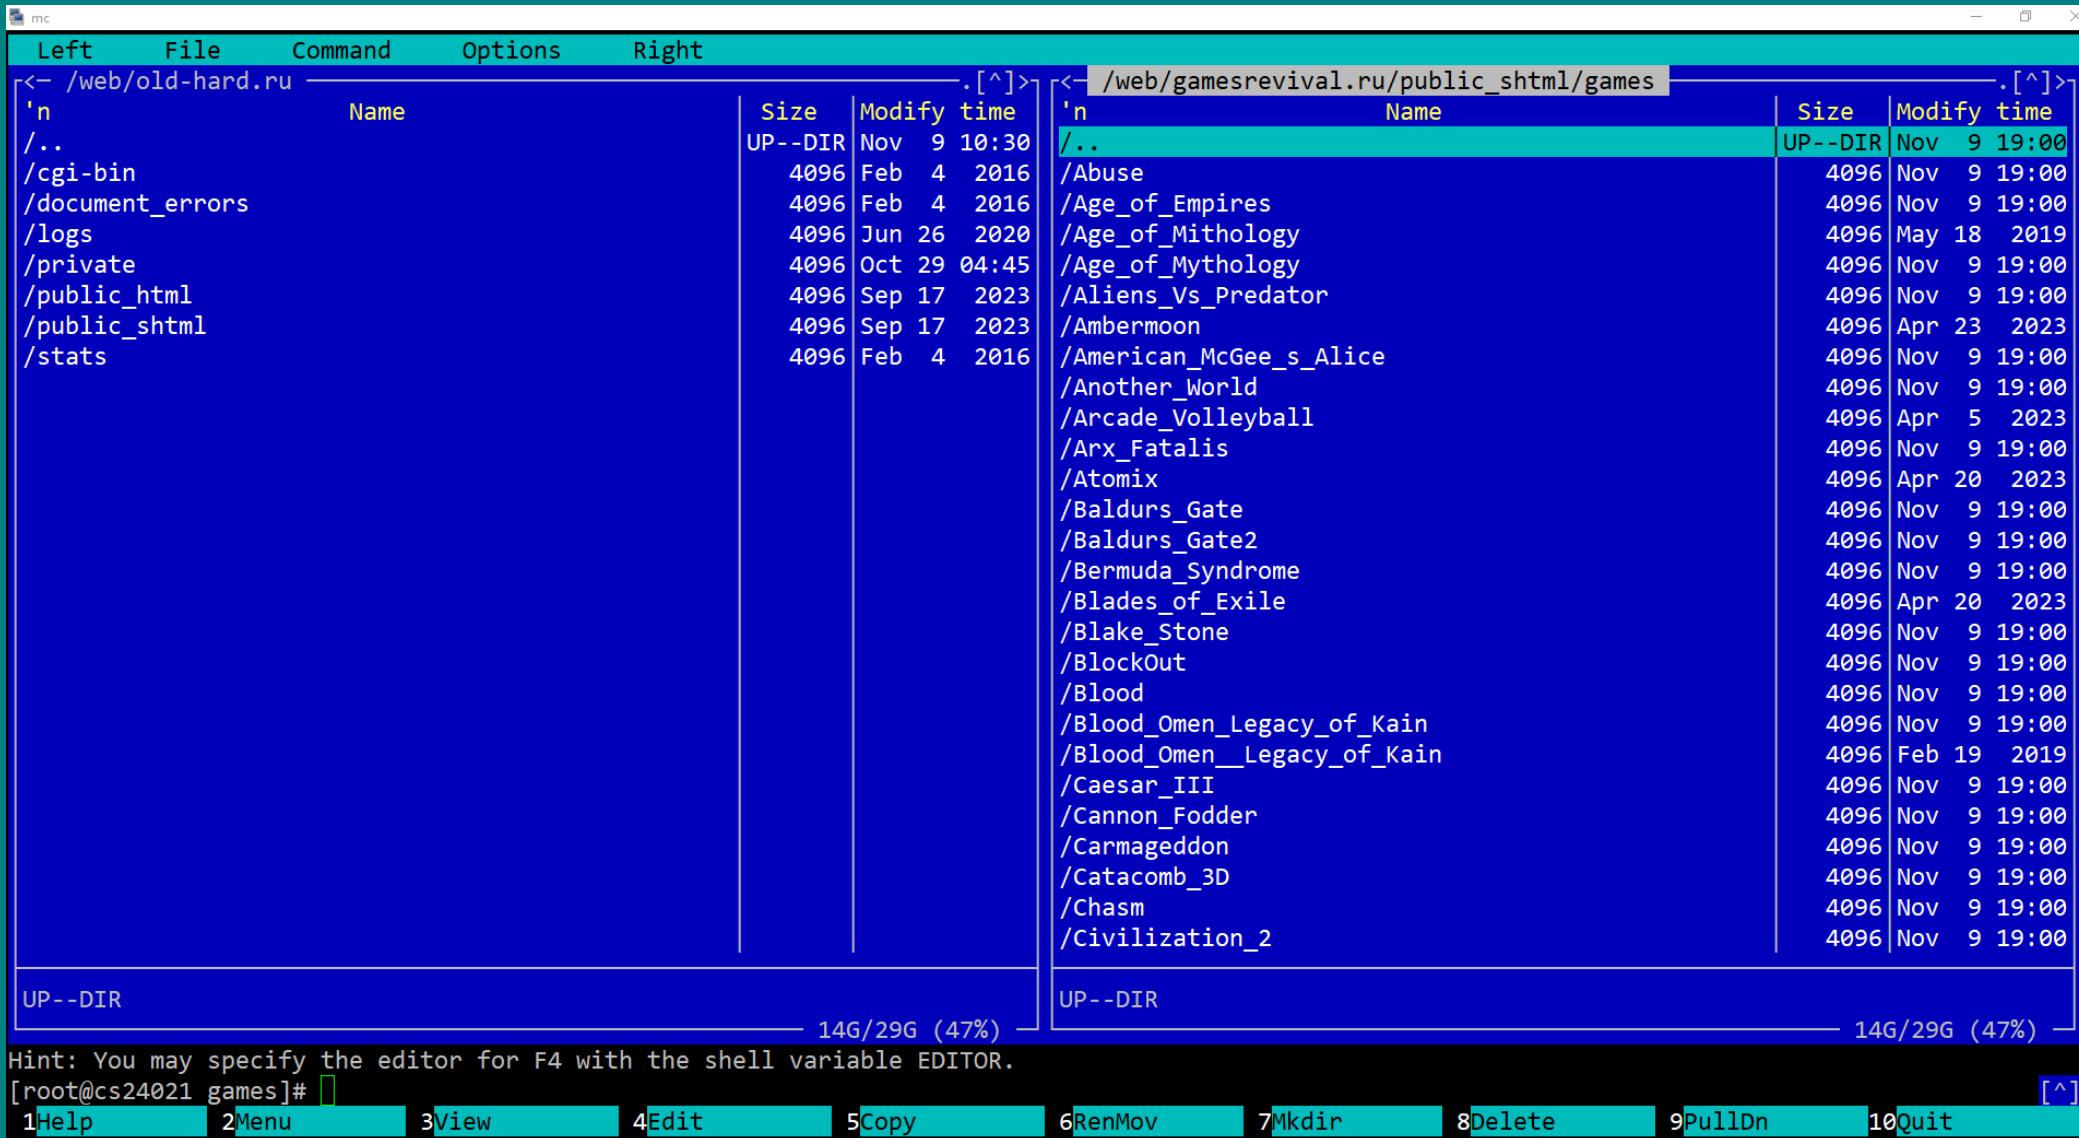 mc
Left File Command Options Right
<─ /web/old-hard.ru .[^]>
'n Name Size Modify time
/.. UP--DIR Nov 9 10:30
/cgi-bin 4096 Feb 4 2016
/document_errors 4096 Feb 4 2016
/logs 4096 Jun 26 2020
/private 4096 Oct 29 04:45
/public_html 4096 Sep 17 2023
/public_shtml 4096 Sep 17 2023
/stats 4096 Feb 4 2016
UP--DIR
14G/29G (47%)
<─ /web/gamesrevival.ru/public_shtml/games .[^]>
'n Name Size Modify time
/.. UP--DIR Nov 9 19:00
/Abuse 4096 Nov 9 19:00
/Age_of_Empires 4096 Nov 9 19:00
/Age_of_Mithology 4096 May 18 2019
/Age_of_Mythology 4096 Nov 9 19:00
/Aliens_Vs_Predator 4096 Nov 9 19:00
/Ambermoon 4096 Apr 23 2023
/American_McGee_s_Alice 4096 Nov 9 19:00
/Another_World 4096 Nov 9 19:00
/Arcade_Volleyball 4096 Apr 5 2023
/Arx_Fatalis 4096 Nov 9 19:00
/Atomix 4096 Apr 20 2023
/Baldurs_Gate 4096 Nov 9 19:00
/Baldurs_Gate2 4096 Nov 9 19:00
/Bermuda_Syndrome 4096 Nov 9 19:00
/Blades_of_Exile 4096 Apr 20 2023
/Blake_Stone 4096 Nov 9 19:00
/BlockOut 4096 Nov 9 19:00
/Blood 4096 Nov 9 19:00
/Blood_Omen_Legacy_of_Kain 4096 Nov 9 19:00
/Blood_Omen__Legacy_of_Kain 4096 Feb 19 2019
/Caesar_III 4096 Nov 9 19:00
/Cannon_Fodder 4096 Nov 9 19:00
/Carmageddon 4096 Nov 9 19:00
/Catacomb_3D 4096 Nov 9 19:00
/Chasm 4096 Nov 9 19:00
/Civilization_2 4096 Nov 9 19:00
UP--DIR
14G/29G (47%)
Hint: You may specify the editor for F4 with the shell variable EDITOR.
[root@cs24021 games]# [^]
1Help 2Menu 3View 4Edit 5Copy 6RenMov 7Mkdir 8Delete 9PullDn 10Quit